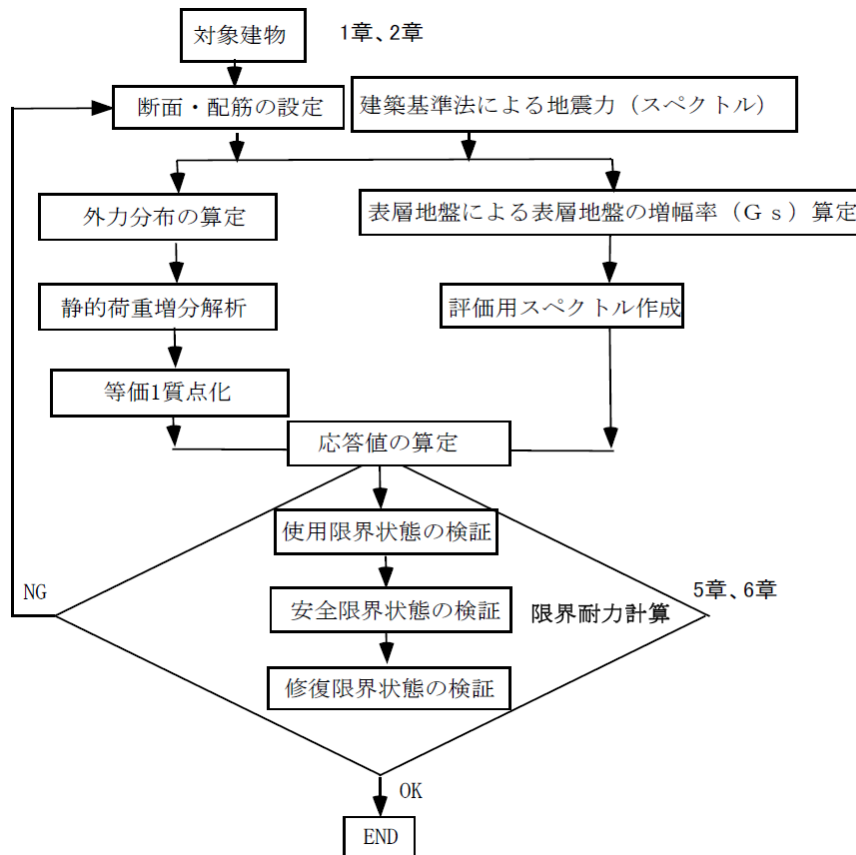 対象建物
1章、2章
断面・配筋の設定
建築基準法による地震力（スペクトル）
外力分布の算定
表層地盤による表層地盤の増幅率（Ｇｓ）算定
静的荷重増分解析
評価用スペクトル作成
等価1質点化
応答値の算定
使用限界状態の検証
NG
5章、6章
安全限界状態の検証
限界耐力計算
修復限界状態の検証
OK
END